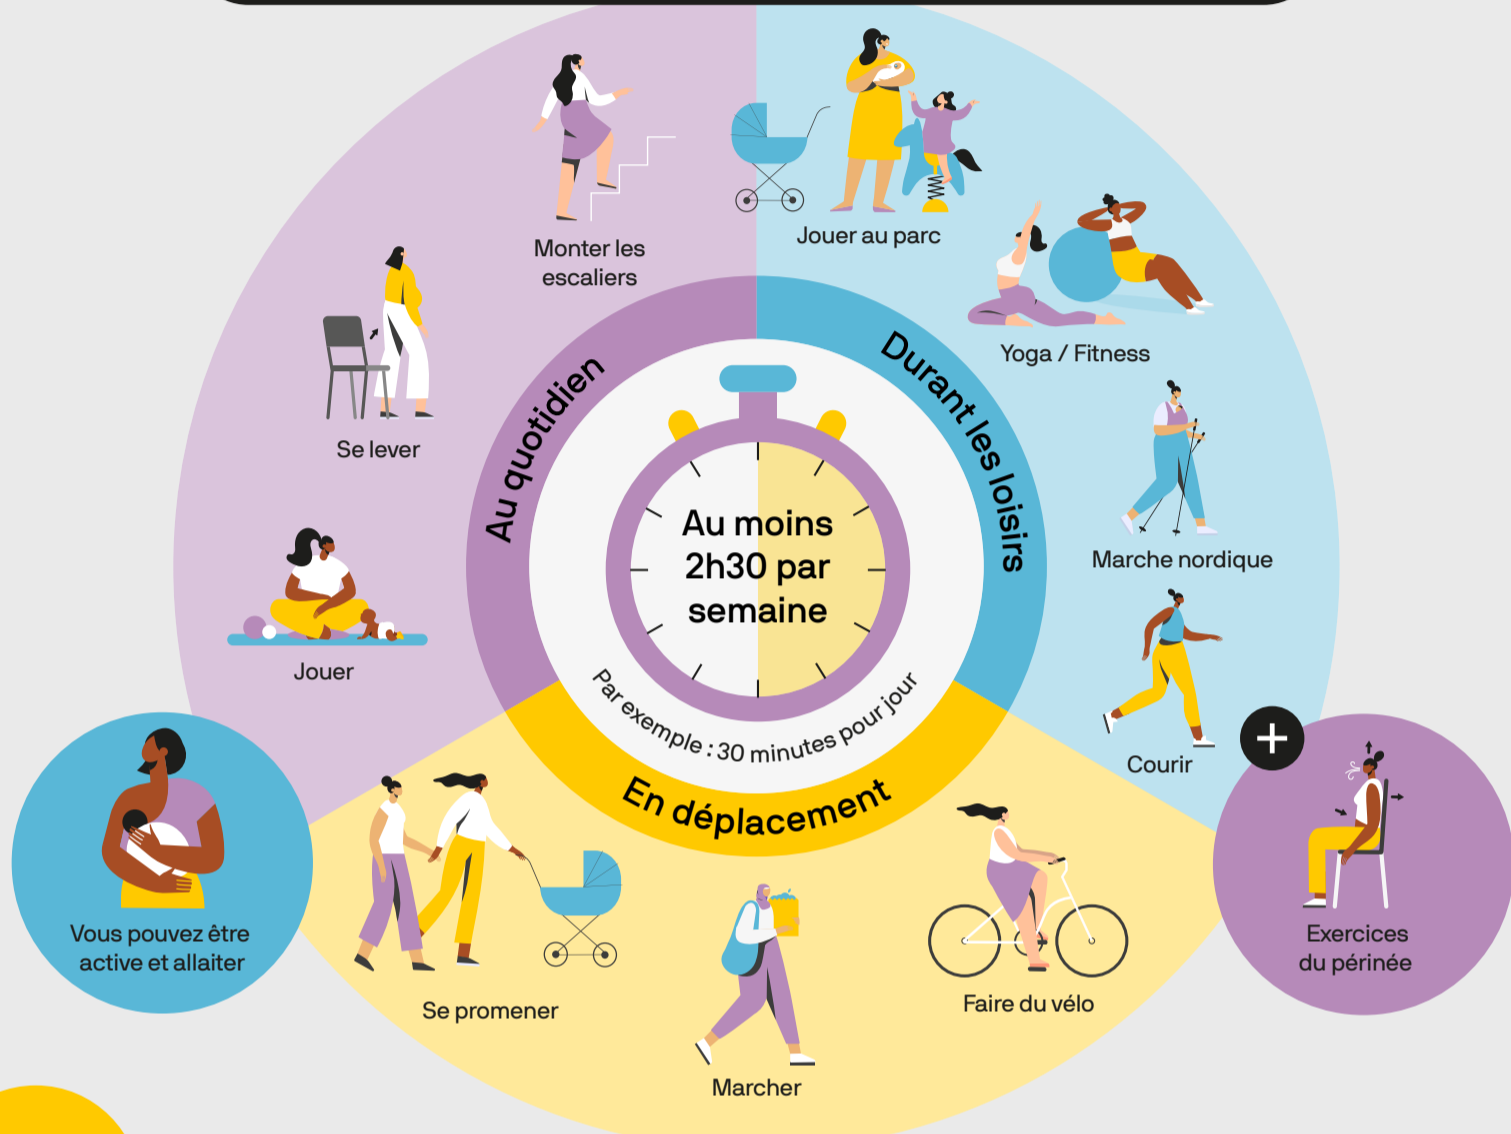 Monter les
escaliers
Se lever
Jouer
Au quotidien
Jouer au parc
Yoga / Fitness
Marche nordique
Courir
Durant les loisirs
Au moins
2h30 par
semaine
Par exemple : 30 minutes pour jour
En déplacement
Se promener
Marcher
Faire du vélo
Vous pouvez être
active et allaiter
+
Exercices
du périnée